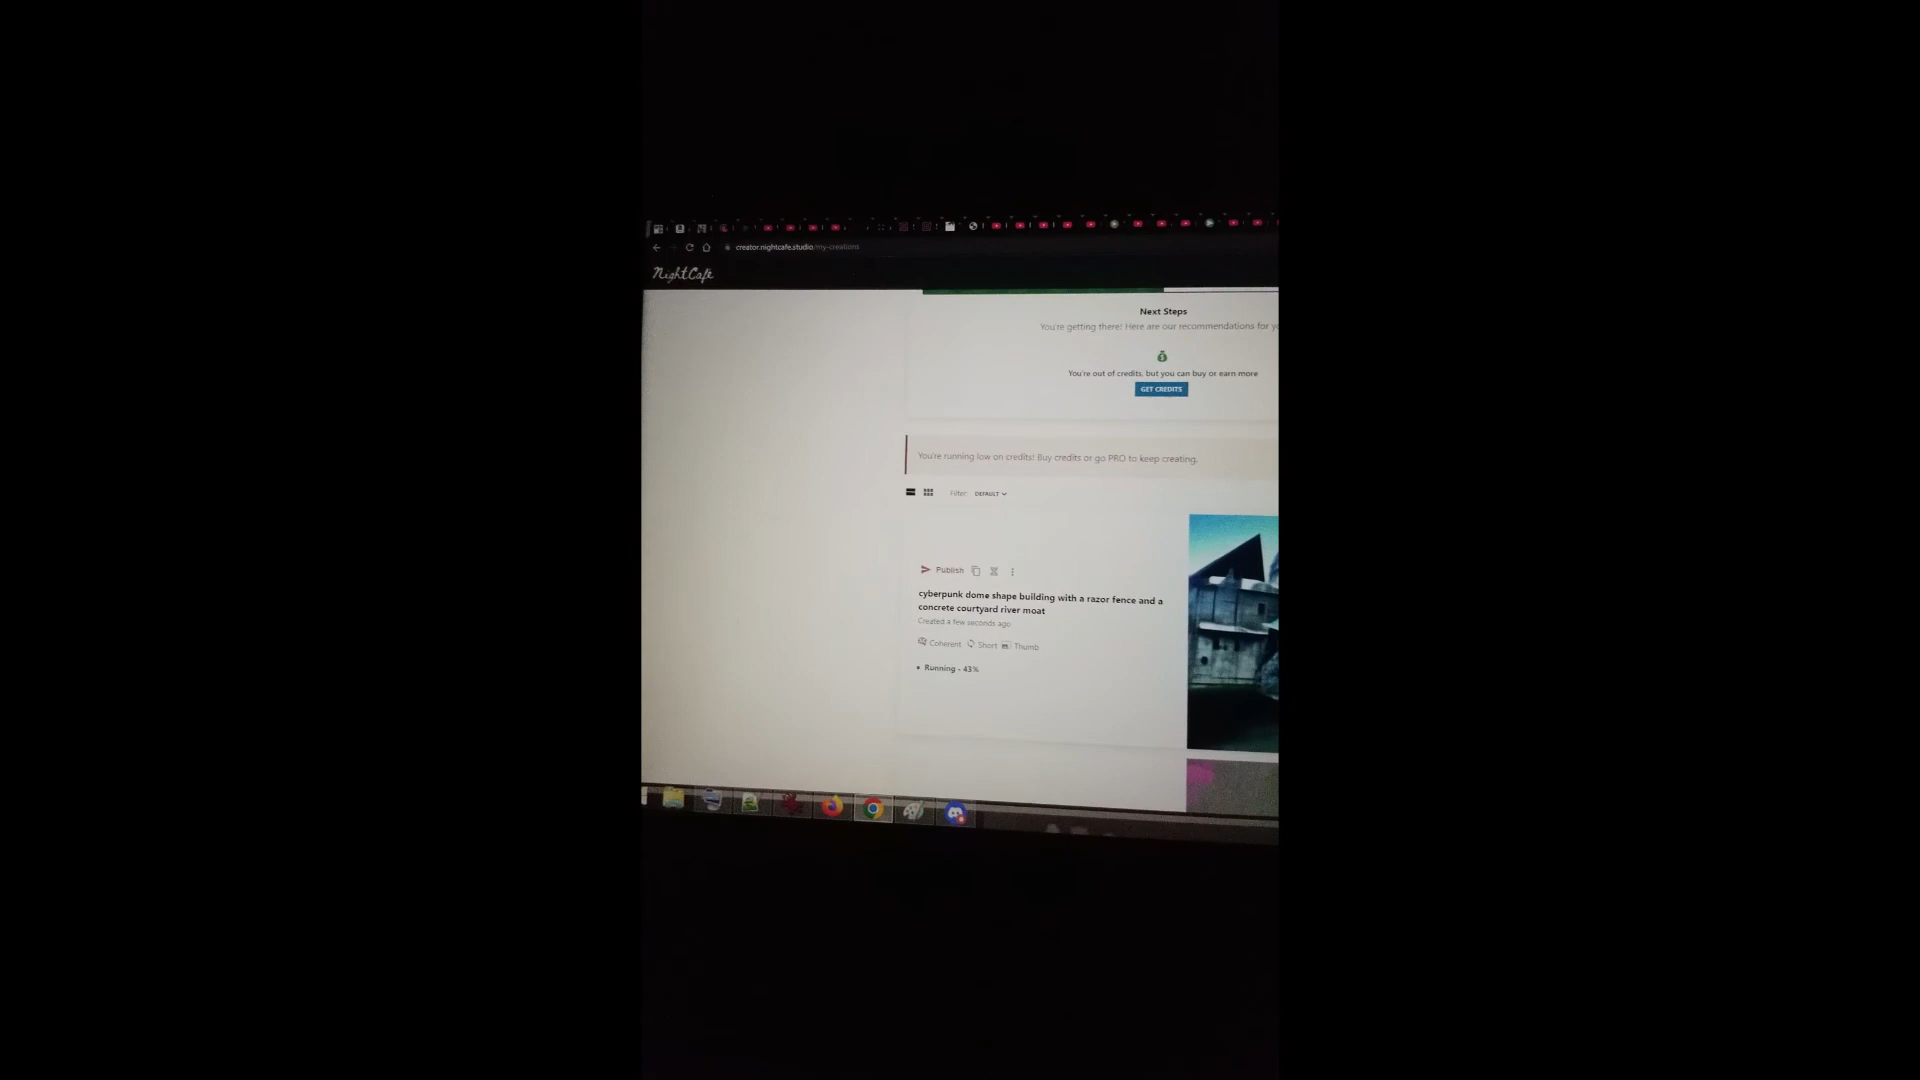 creator.nightcafe.studio/my-creations
NightCafe
Next Steps
You're getting there! Here are our recommendations for yo
You're out of credits, but you can buy or earn more
GET CREDITS
You're running low on credits! Buy credits or go PRO to keep creating.
Filter: DEFAULT
Publish
cyberpunk dome shape building with a razor fence and a
concrete courtyard river moat
Created a few seconds ago
Coherent Short Thumb
Running - 43%